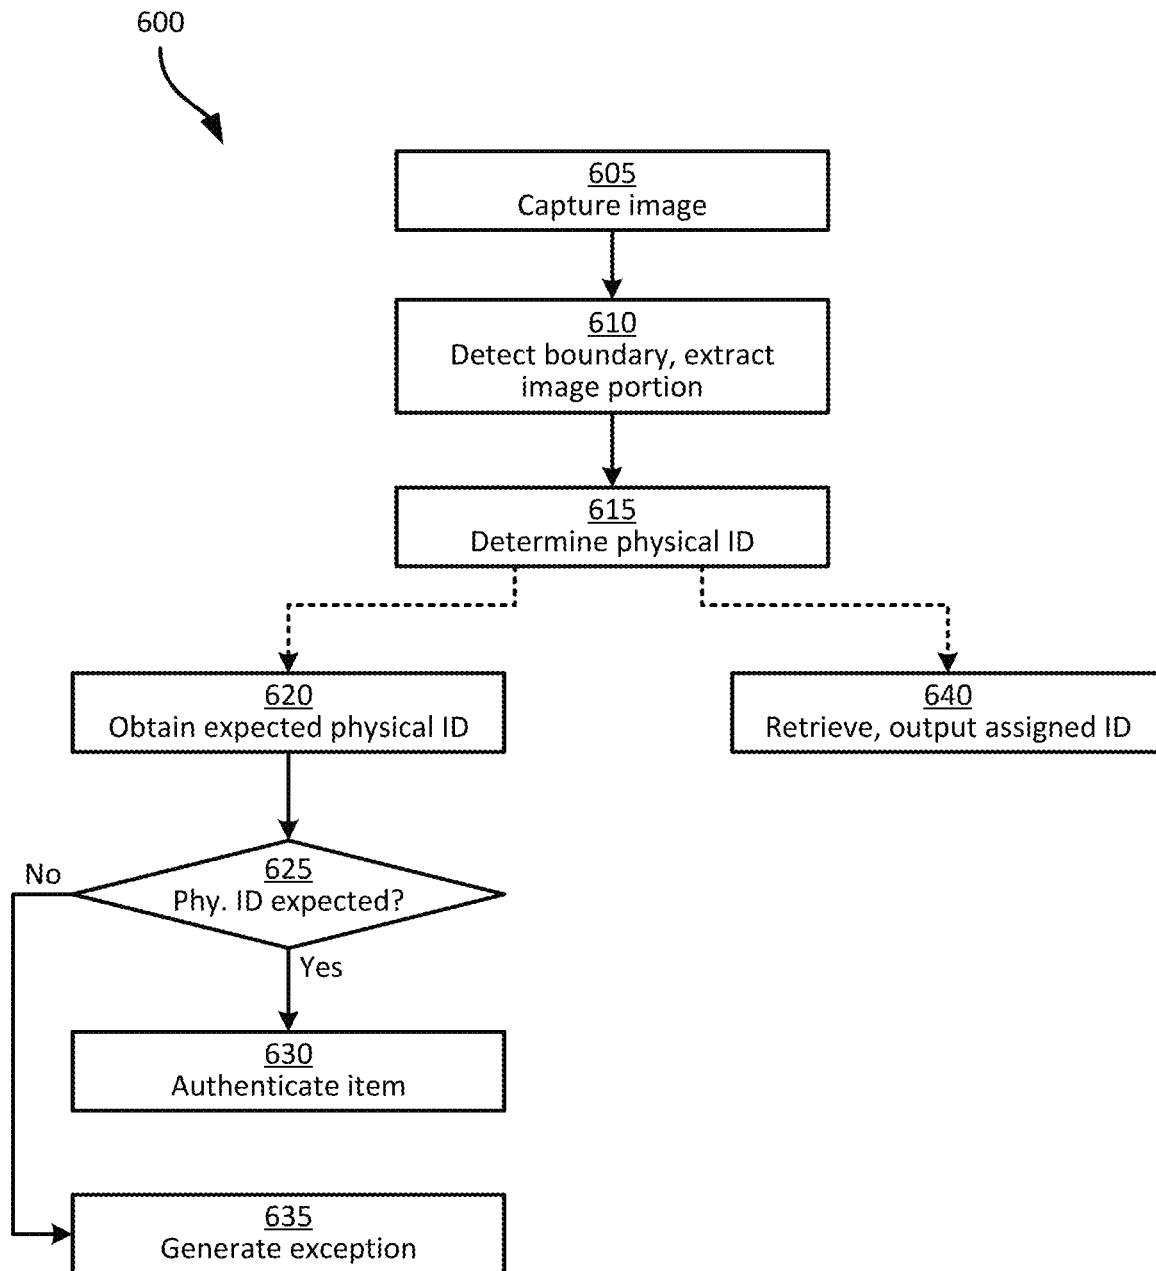 600
605
Capture image
610
Detect boundary, extract
image portion
615
Determine physical ID
620
Obtain expected physical ID
640
Retrieve, output assigned ID
No
625
Phy. ID expected?
Yes
630
Authenticate item
635
Generate exception